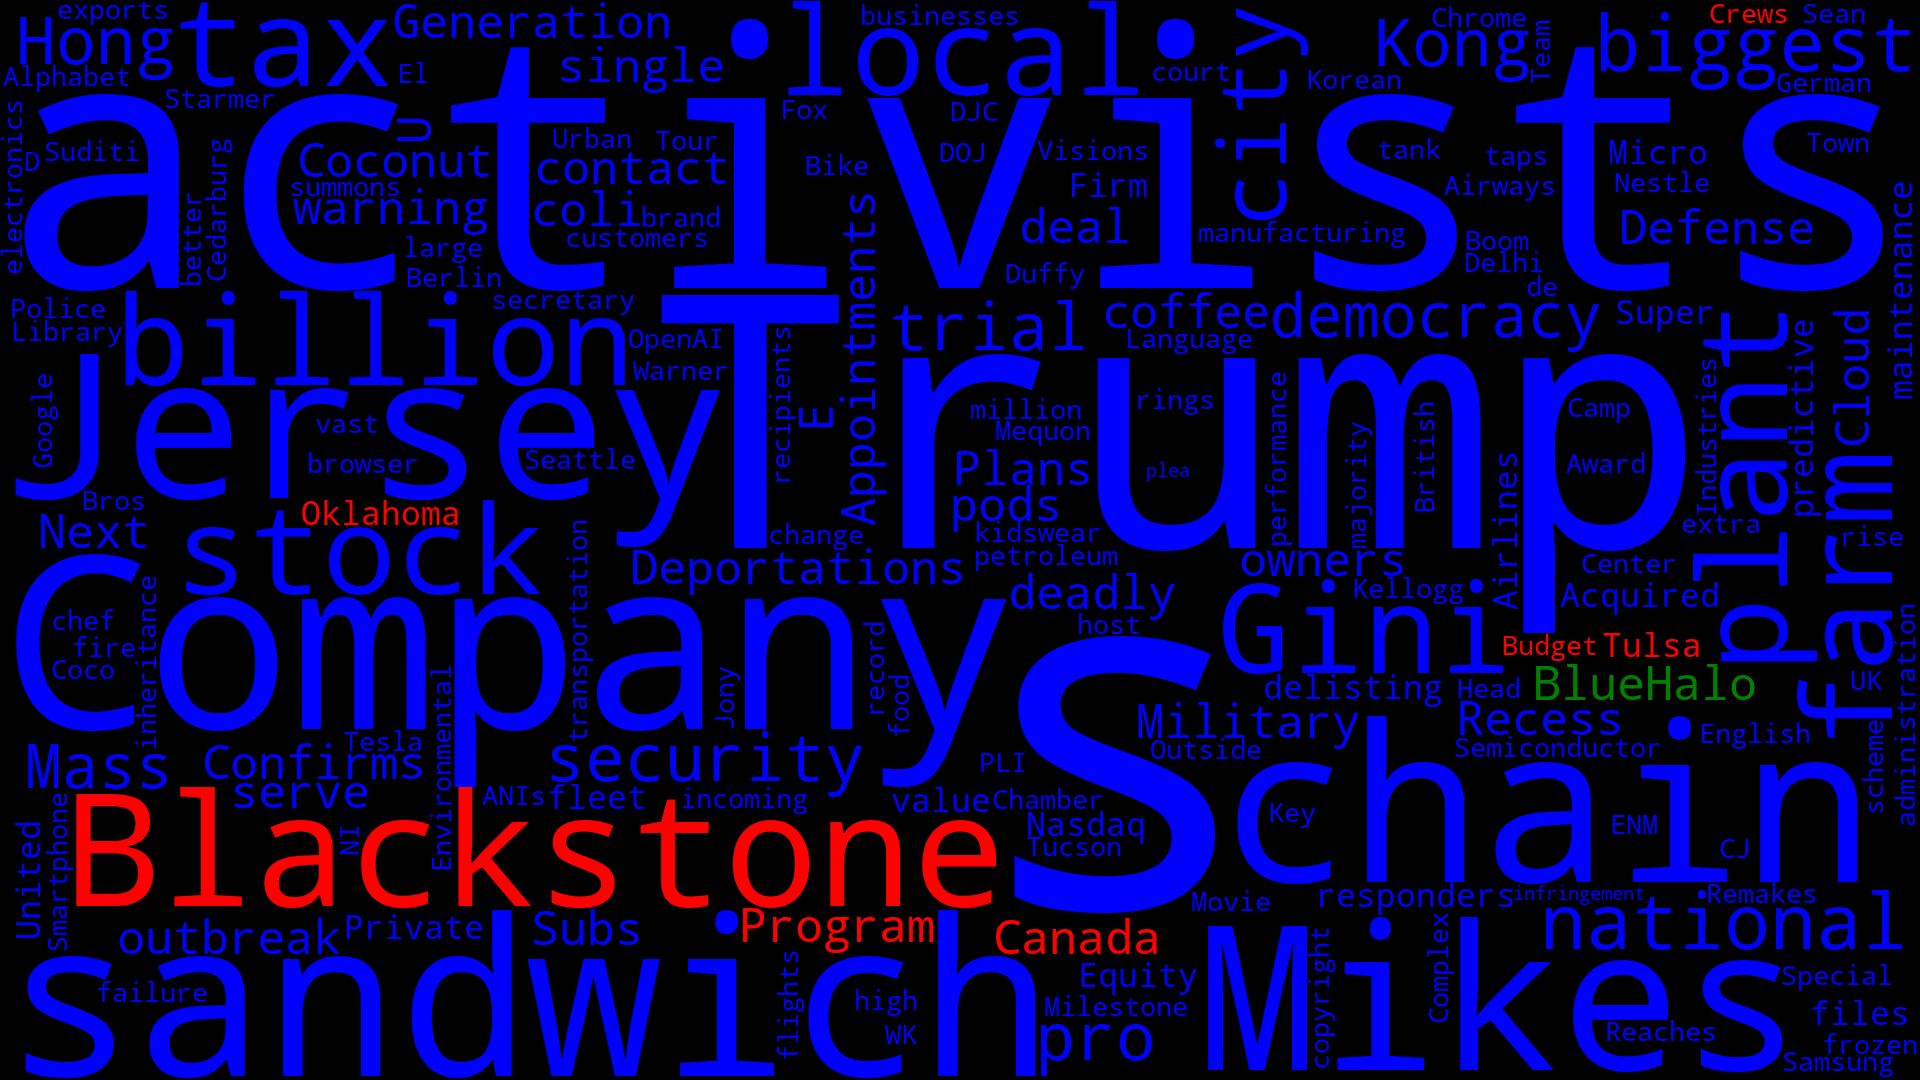 exports
Generation
businesses
Chrome
Crews
Sean
Hong
tax
single
local
city
Kong
Team
biggest
Alphabet
El
court
Korean
German
Starmer
activists
electronics
U
Fox
DJC
Urban
Tour
DOJ
Visions
tank
taps
Micro
Town
D
Suditi
Coconut
contact
Bike
Firm
Airways
Nestle
better
Cedarburg
summons
warning
coli
brand
customers
deal
manufacturing
Boom
Delhi
Defense
maintenance
large
Berlin
Duffy
de
Police
Library
billion
secretary
OpenAI
Warner
Trump
recipients
E
Appointments
trial
coffee
democracy
Language
Super
plant
predictive
farm
cloud
Google
Jersey
vast
browser
Seattle
million
Mequon
rings
performance
majority
British
Camp
Award
Airlines
Industries
Plans
plea
pods
Bros
Oklahoma
Next
stock
change
kidswear
petroleum
extra
rise
transportation
Deportations
owners
Center
Company
deadly
Gini
Kellogg
Acquired
chef
fire
Coco
inheritance
host
Budget
Tulsa
record
food
Jony
s
delisting
Head
BlueHalo
UK
administration
Environmental
Military
Outside
Recess
Semiconductor
English
scheme
Mass
Confirms
Tesla
security
PLI
chain
serve
ANIs
fleet
incoming
value
Chamber
Key
ENM
CJ
United
Smartphone
Blackstone
NI
Nasdaq
Tucson
Movie
responders
infringement
Remakes
outbreak
Private
Subs
Program
Canada
national
sandwich
failure
flights
high
WK
Equity
Milestone
pro
Mikes
copyright
Complex
Special
files
Reaches
frozen
Samsung